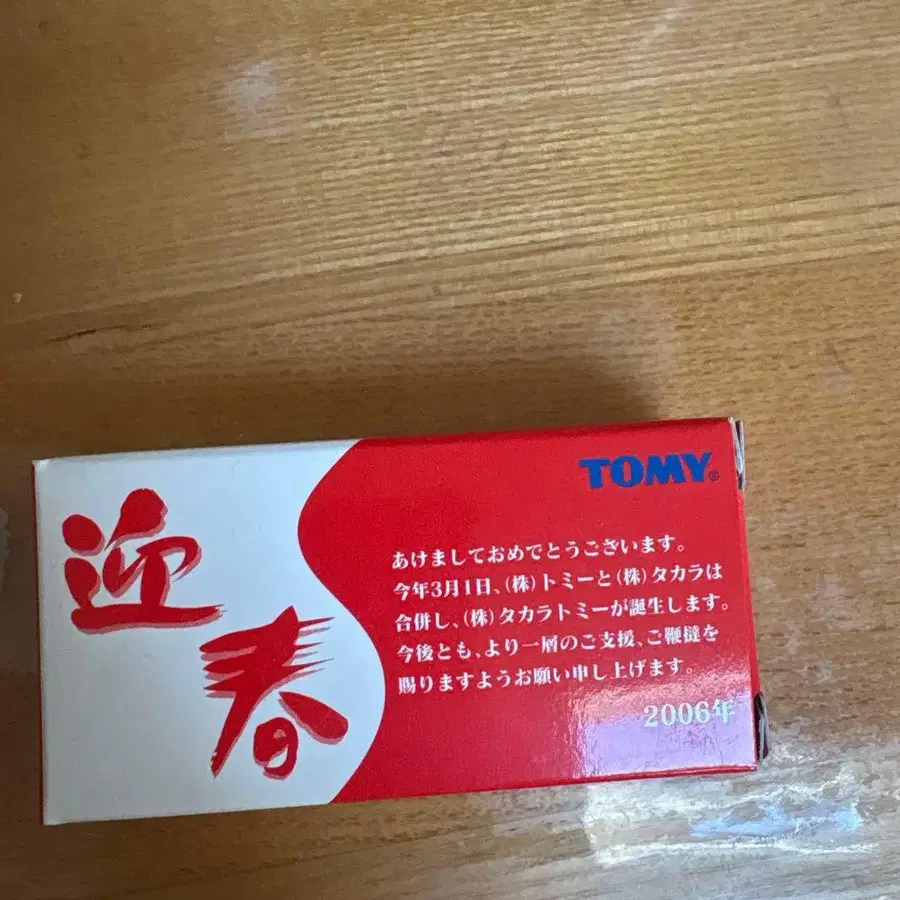 迎春
TOMY®
あけましておめでとうございます。
今年3月1日、(株)トミーと(株)タカラは
合併し、(株)タカラトミーが誕生します。
今後とも、より一層のご支援、ご鞭撻を
賜りますようお願い申し上げます。
2006年